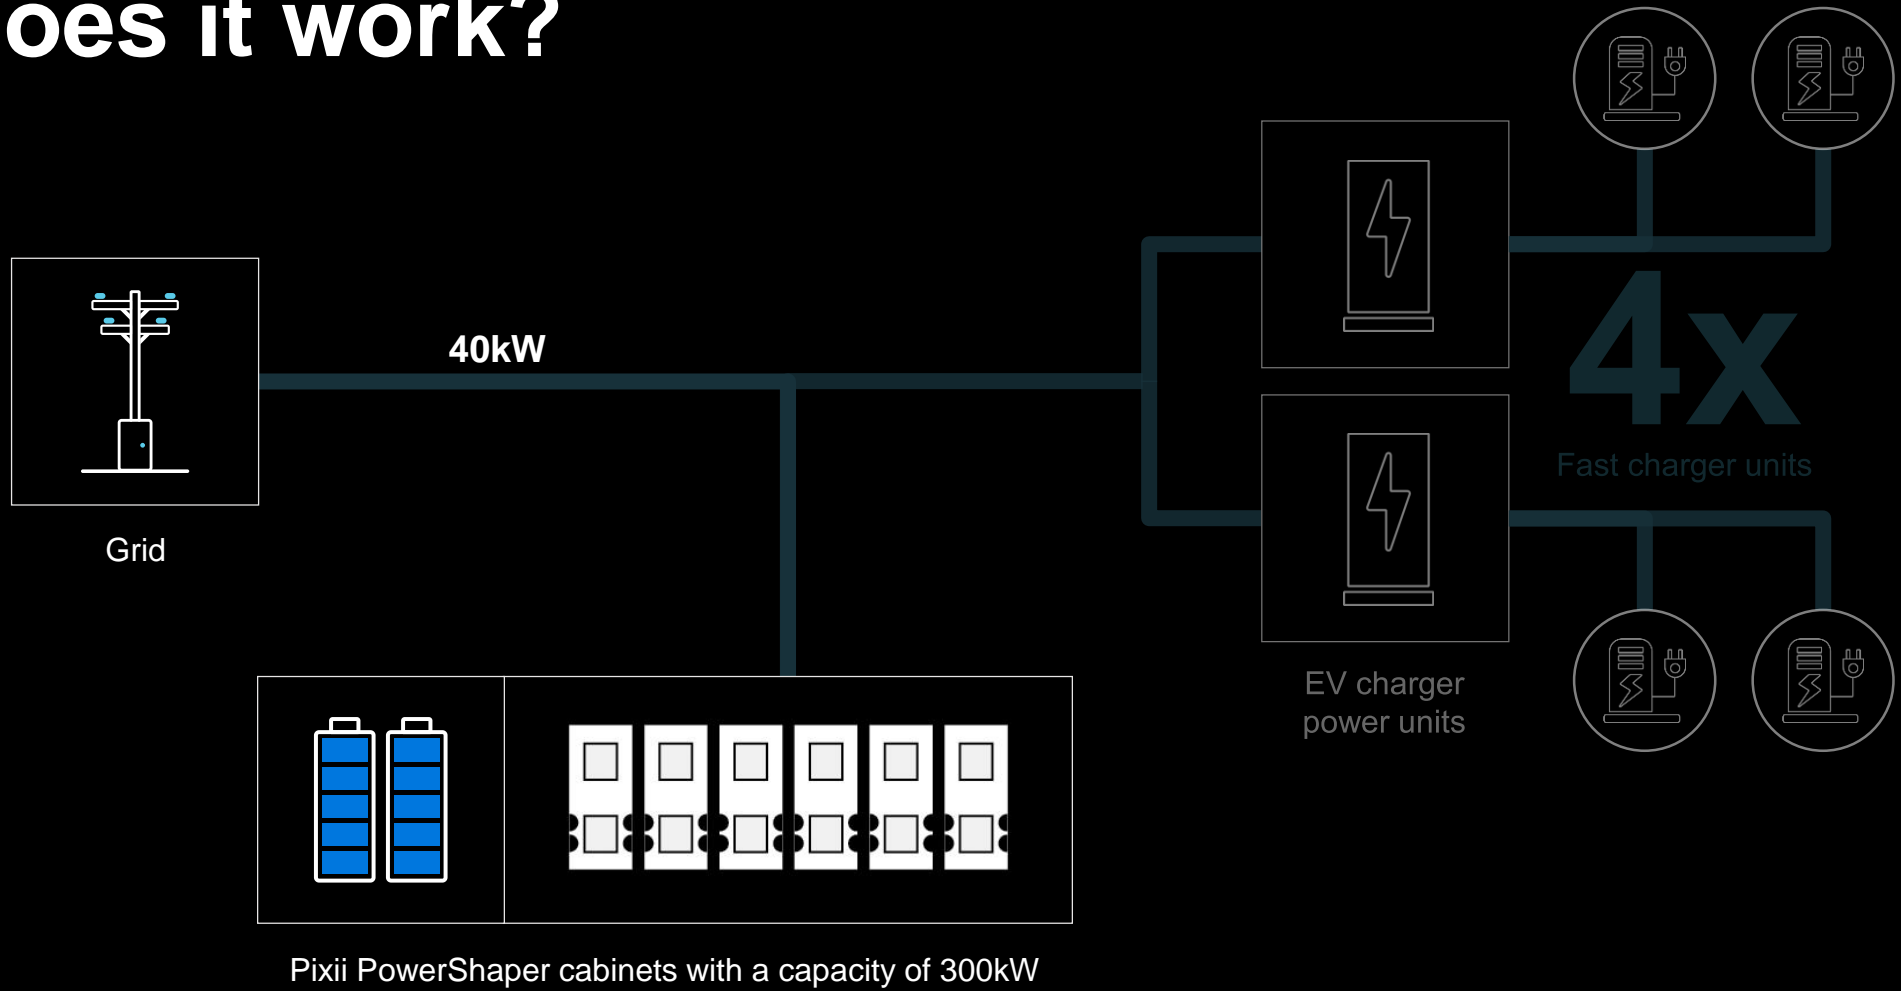 oes it work?
40kW
4x
Fast charger units
Grid
EV charger
power units
Pixii PowerShaper cabinets with a capacity of 300kW